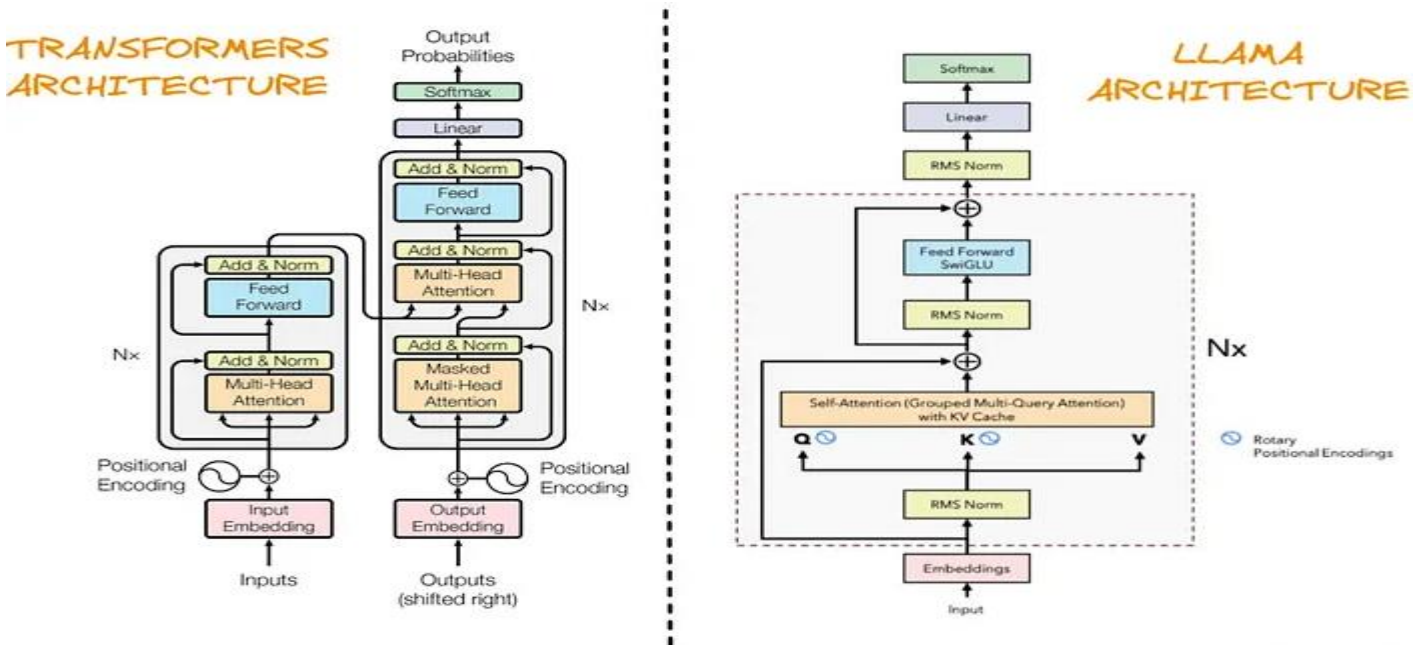 TRANSFORMERS
ARCHITECTURE
Output
Probabilities
Softmax
Linear
Add & Norm
Feed
Forward
Add & Norm
Multi-Head
Attention
Add & Norm
Masked
Multi-Head
Attention
Nx
Add & Norm
Feed
Forward
Add & Norm
Multi-Head
Attention
Nx
Positional
Encoding
Positional
Encoding
Input
Embedding
Output
Embedding
Inputs
Outputs
(shifted right)
LLAMA
ARCHITECTURE
Softmax
Linear
RMS Norm
Feed Forward
SwiGLU
RMS Norm
Nx
Self-Attention (Grouped Multi-Query Attention)
with KV Cache
Q
K
V
Rotary
Positional Encodings
RMS Norm
Embeddings
Input